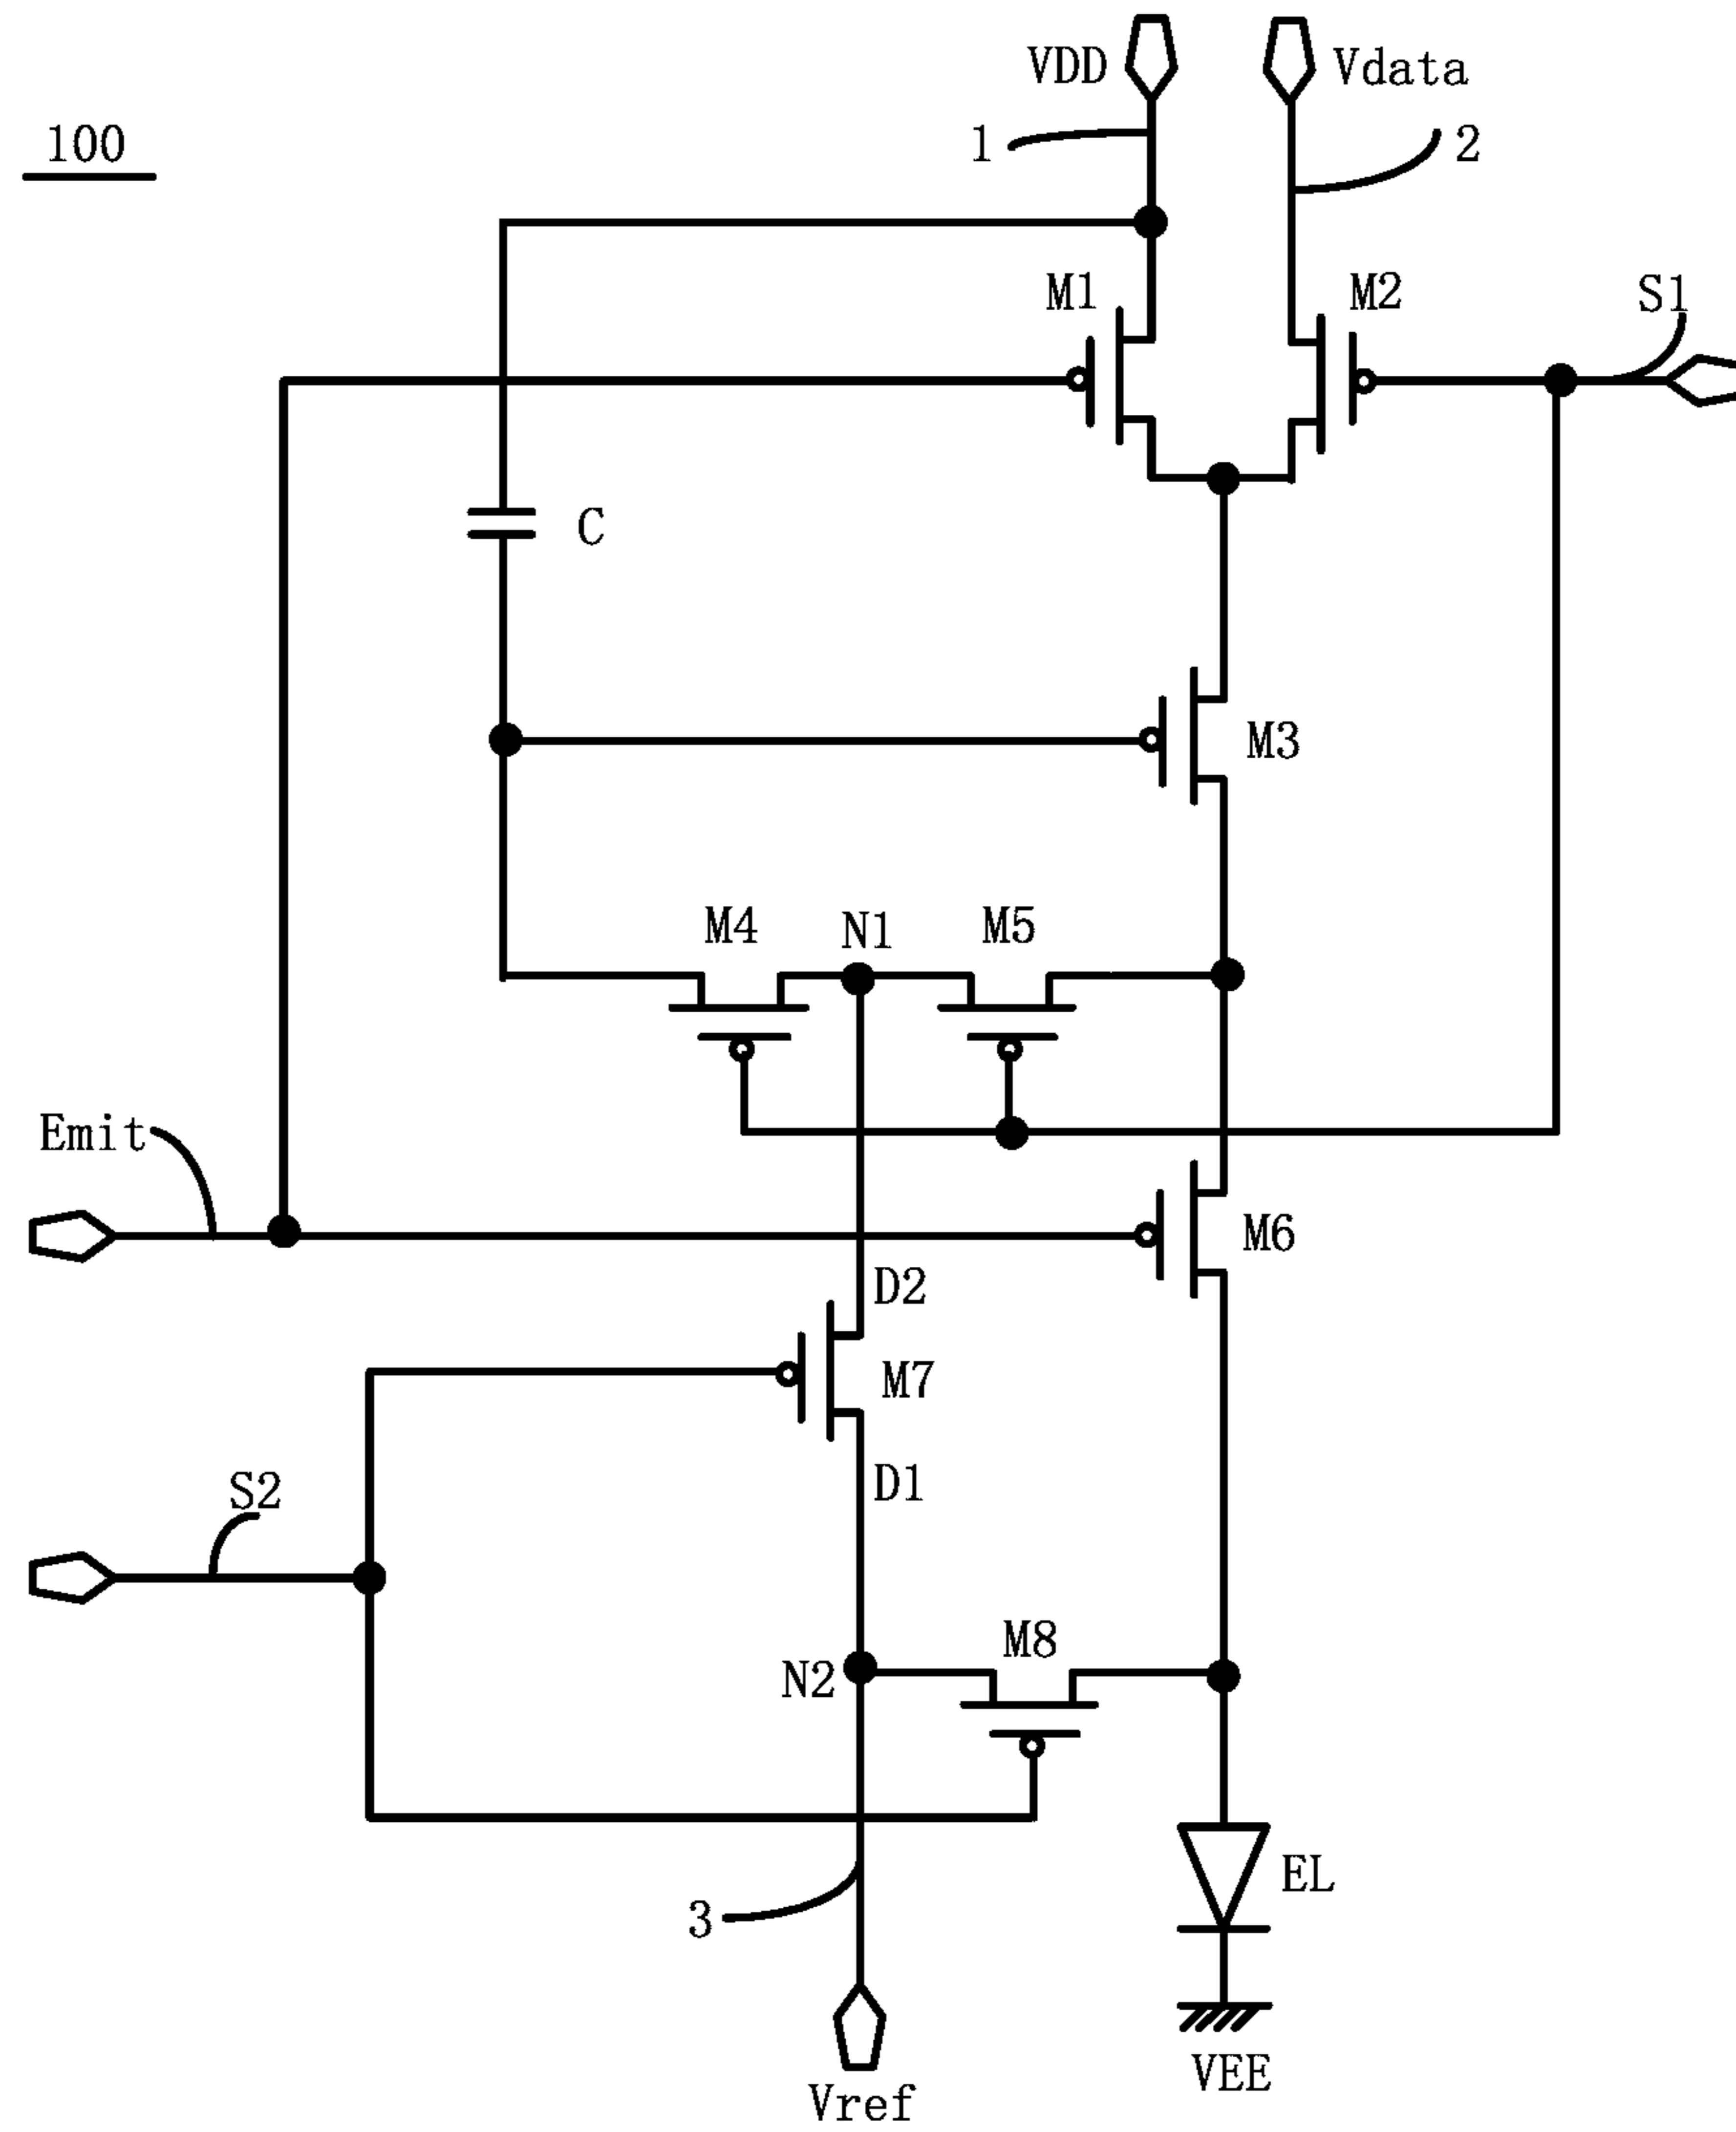 VDD
Vdata
100
1
2
M1
M2
S1
C
M3
M4
N1
M5
Emit
M6
D2
M7
D1
S2
M8
N2
EL
3
VEE
Vref